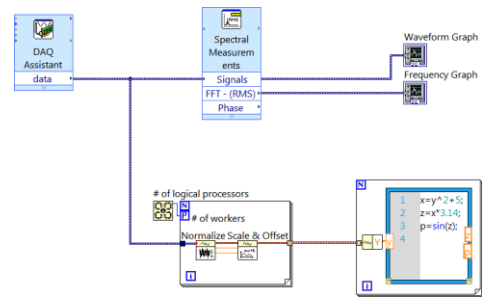 DAQ
Assistant
data
Spectral
Measurem
ents
Signals
FFT - (RMS)
Phase
Waveform Graph
Frequency Graph
# of logical processors
N
P
# of workers
Normalize Scale & Offset
i
N
1 x=y^2+5;
2 z=x*3.14;
3 p=sin(z);
4
Y
i